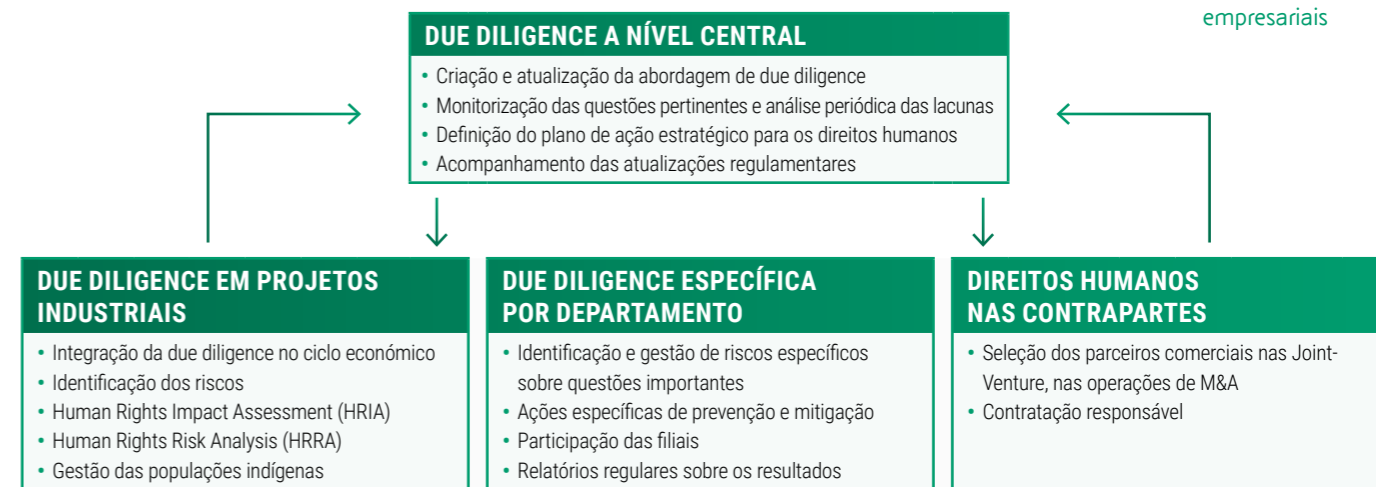 empresariais
DUE DILIGENCE A NÍVEL CENTRAL
• Criação e atualização da abordagem de due diligence
• Monitorização das questões pertinentes e análise periódica das lacunas
• Definição do plano de ação estratégico para os direitos humanos
• Acompanhamento das atualizações regulamentares
DUE DILIGENCE EM PROJETOS
INDUSTRIAIS
• Integração da due diligence no ciclo económico
• Identificação dos riscos
• Human Rights Impact Assessment (HRIA)
• Human Rights Risk Analysis (HRRA)
• Gestão das populações indígenas
DUE DILIGENCE ESPECÍFICA
POR DEPARTAMENTO
• Identificação e gestão de riscos específicos
sobre questões importantes
• Ações específicas de prevenção e mitigação
• Participação das filiais
• Relatórios regulares sobre os resultados
DIREITOS HUMANOS
NAS CONTRAPARTES
• Seleção dos parceiros comerciais nas Joint-
Venture, nas operações de M&A
• Contratação responsável